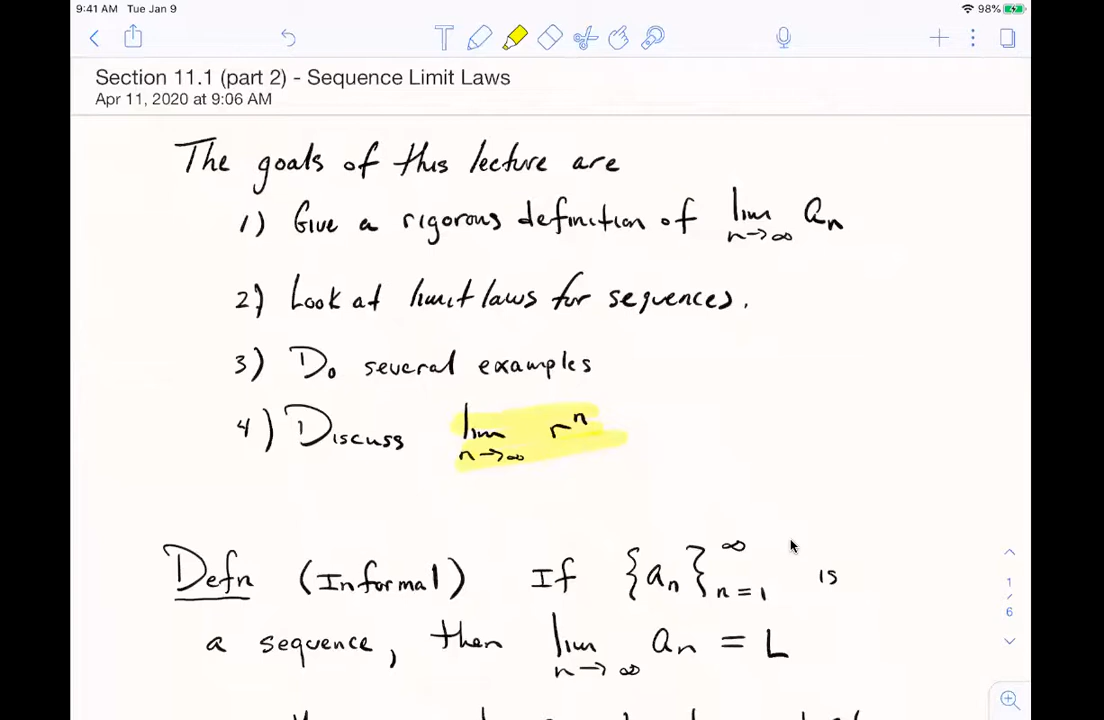 9:41 AM Tue Jan 9
98%
T
Section 11.1 (part 2) - Sequence Limit Laws
Apr 11, 2020 at 9:06 AM
The goals of this lecture are
1) Give a rigorous definition of lim n→∞ aₙ
2) Look at limit laws for sequences.
3) Do several examples
4) Discuss lim n→∞ rⁿ
Defn (Informal) If {aₙ}∞ n=1 is
a sequence, then lim n→∞ aₙ = L
1
/
6